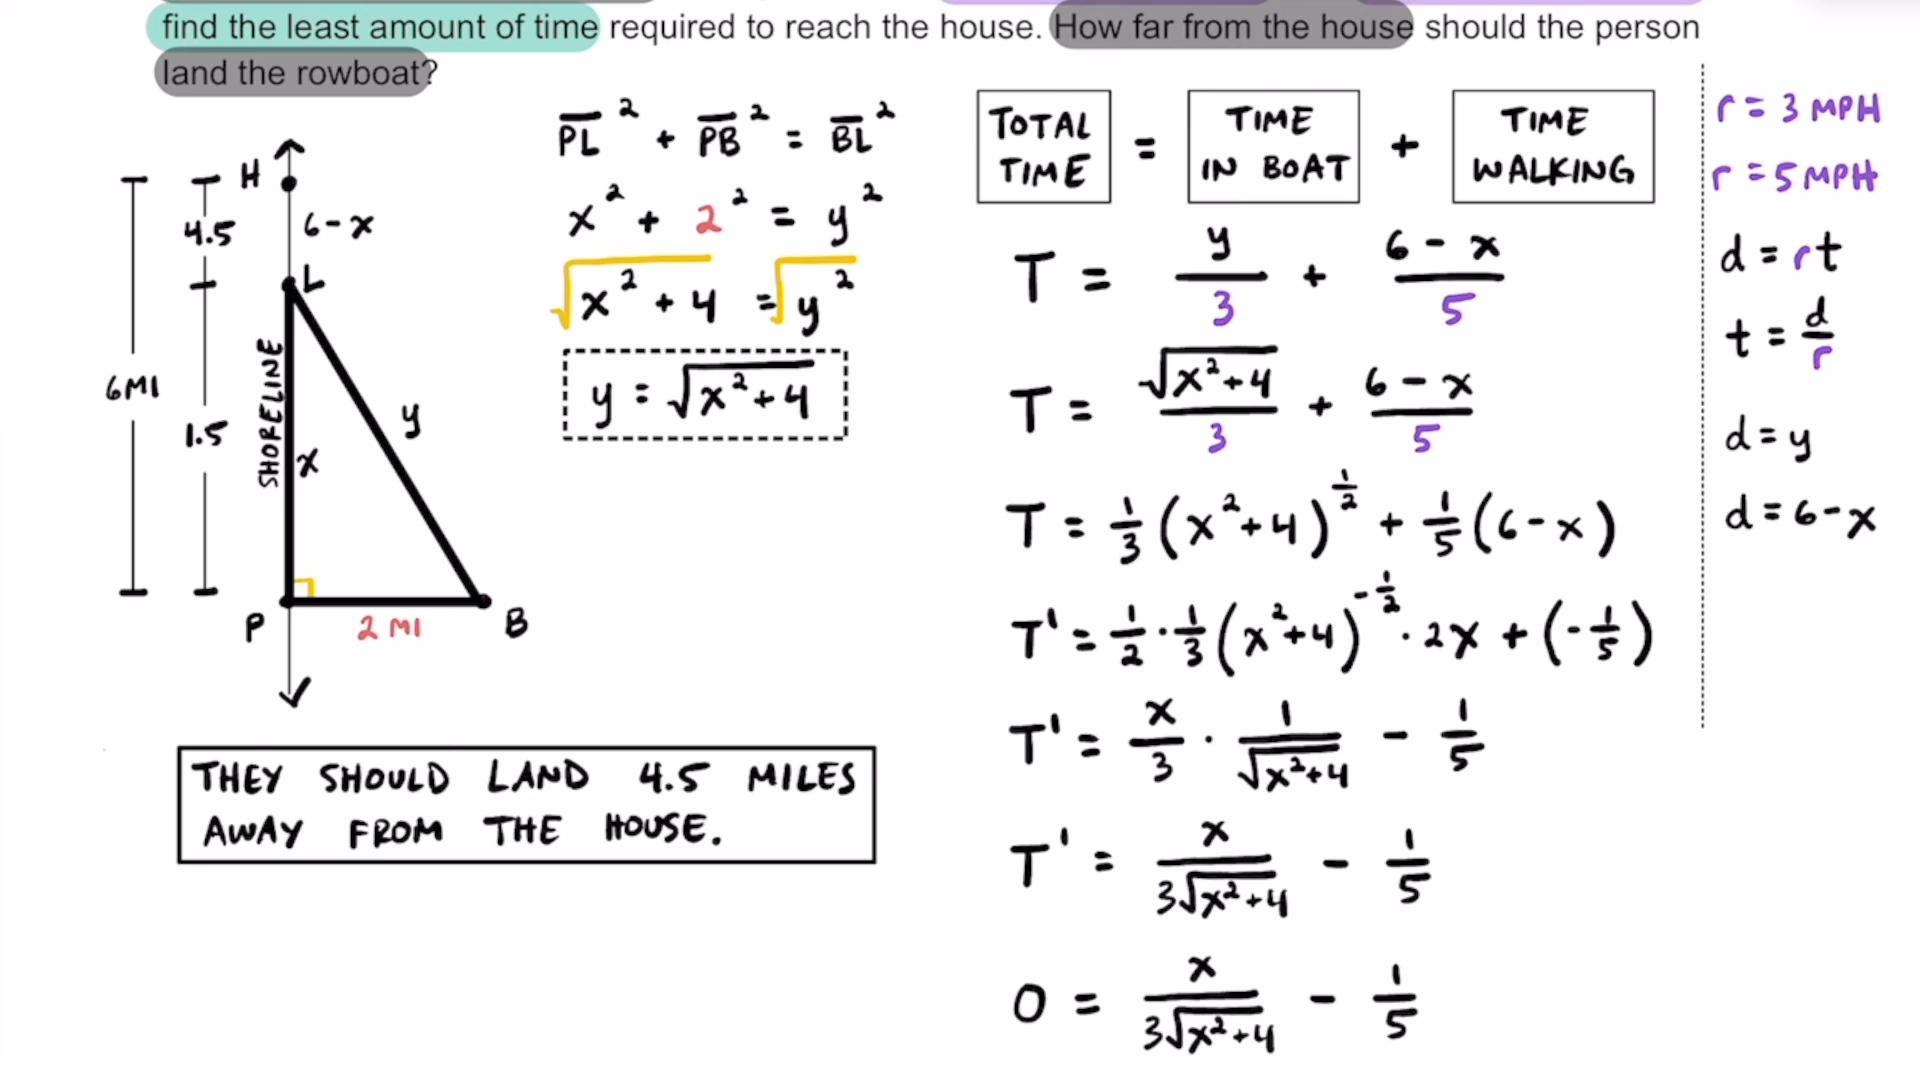 find the least amount of time required to reach the house. How far from the house should the person
land the rowboat?
H
6 - x
4.5
L
6MI
SHORELINE
1.5
x
y
P
2 MI
B
PL² + PB² = BL²
x² + 2² = y²
√x² + 4 = √y²
y = √x² + 4
THEY SHOULD LAND 4.5 MILES
AWAY FROM THE HOUSE.
TOTAL TIME = TIME IN BOAT + TIME WALKING
T = y/3 + 6 - x/5
T = √x²+4/3 + 6 - x/5
T = 1/3 (x²+4)^1/2 + 1/5 (6-x)
T' = 1/2 · 1/3 (x²+4)^-1/2 · 2x + (-1/5)
T' = x/3 · 1/√x²+4 - 1/5
T' = x/3√x²+4 - 1/5
0 = x/3√x²+4 - 1/5
r = 3 MPH
r = 5 MPH
d = rt
t = d/r
d = y
d = 6 - x